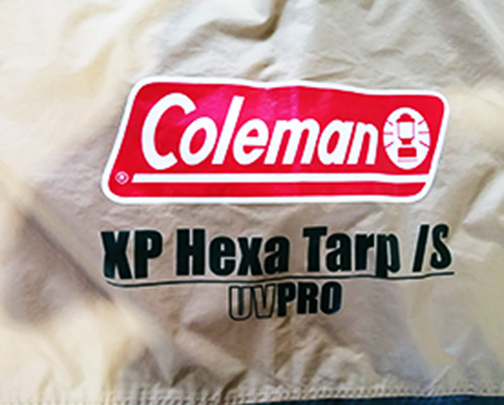 Coleman
®
XP Hexa Tarp /S
UVPRO